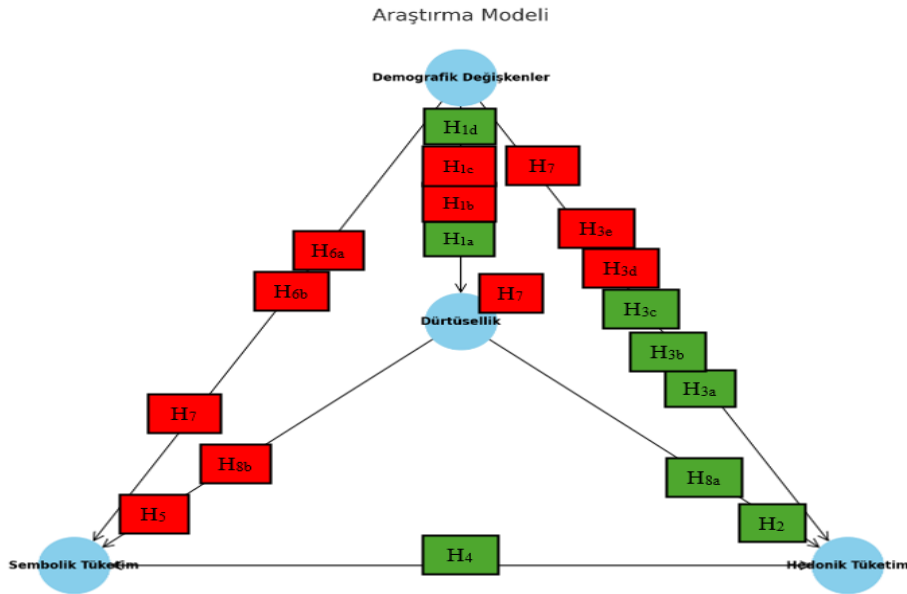 Araştırma Modeli
Demografik Değişkenler
H1d
H1c
H7
H1b
H1a
H3e
H6a
H3d
H6b
H7
H3c
Dürtüsellik
H3b
H3a
H7
H8b
H8a
H5
H2
H4
Sembolik Tüketim
Hedonik Tüketim